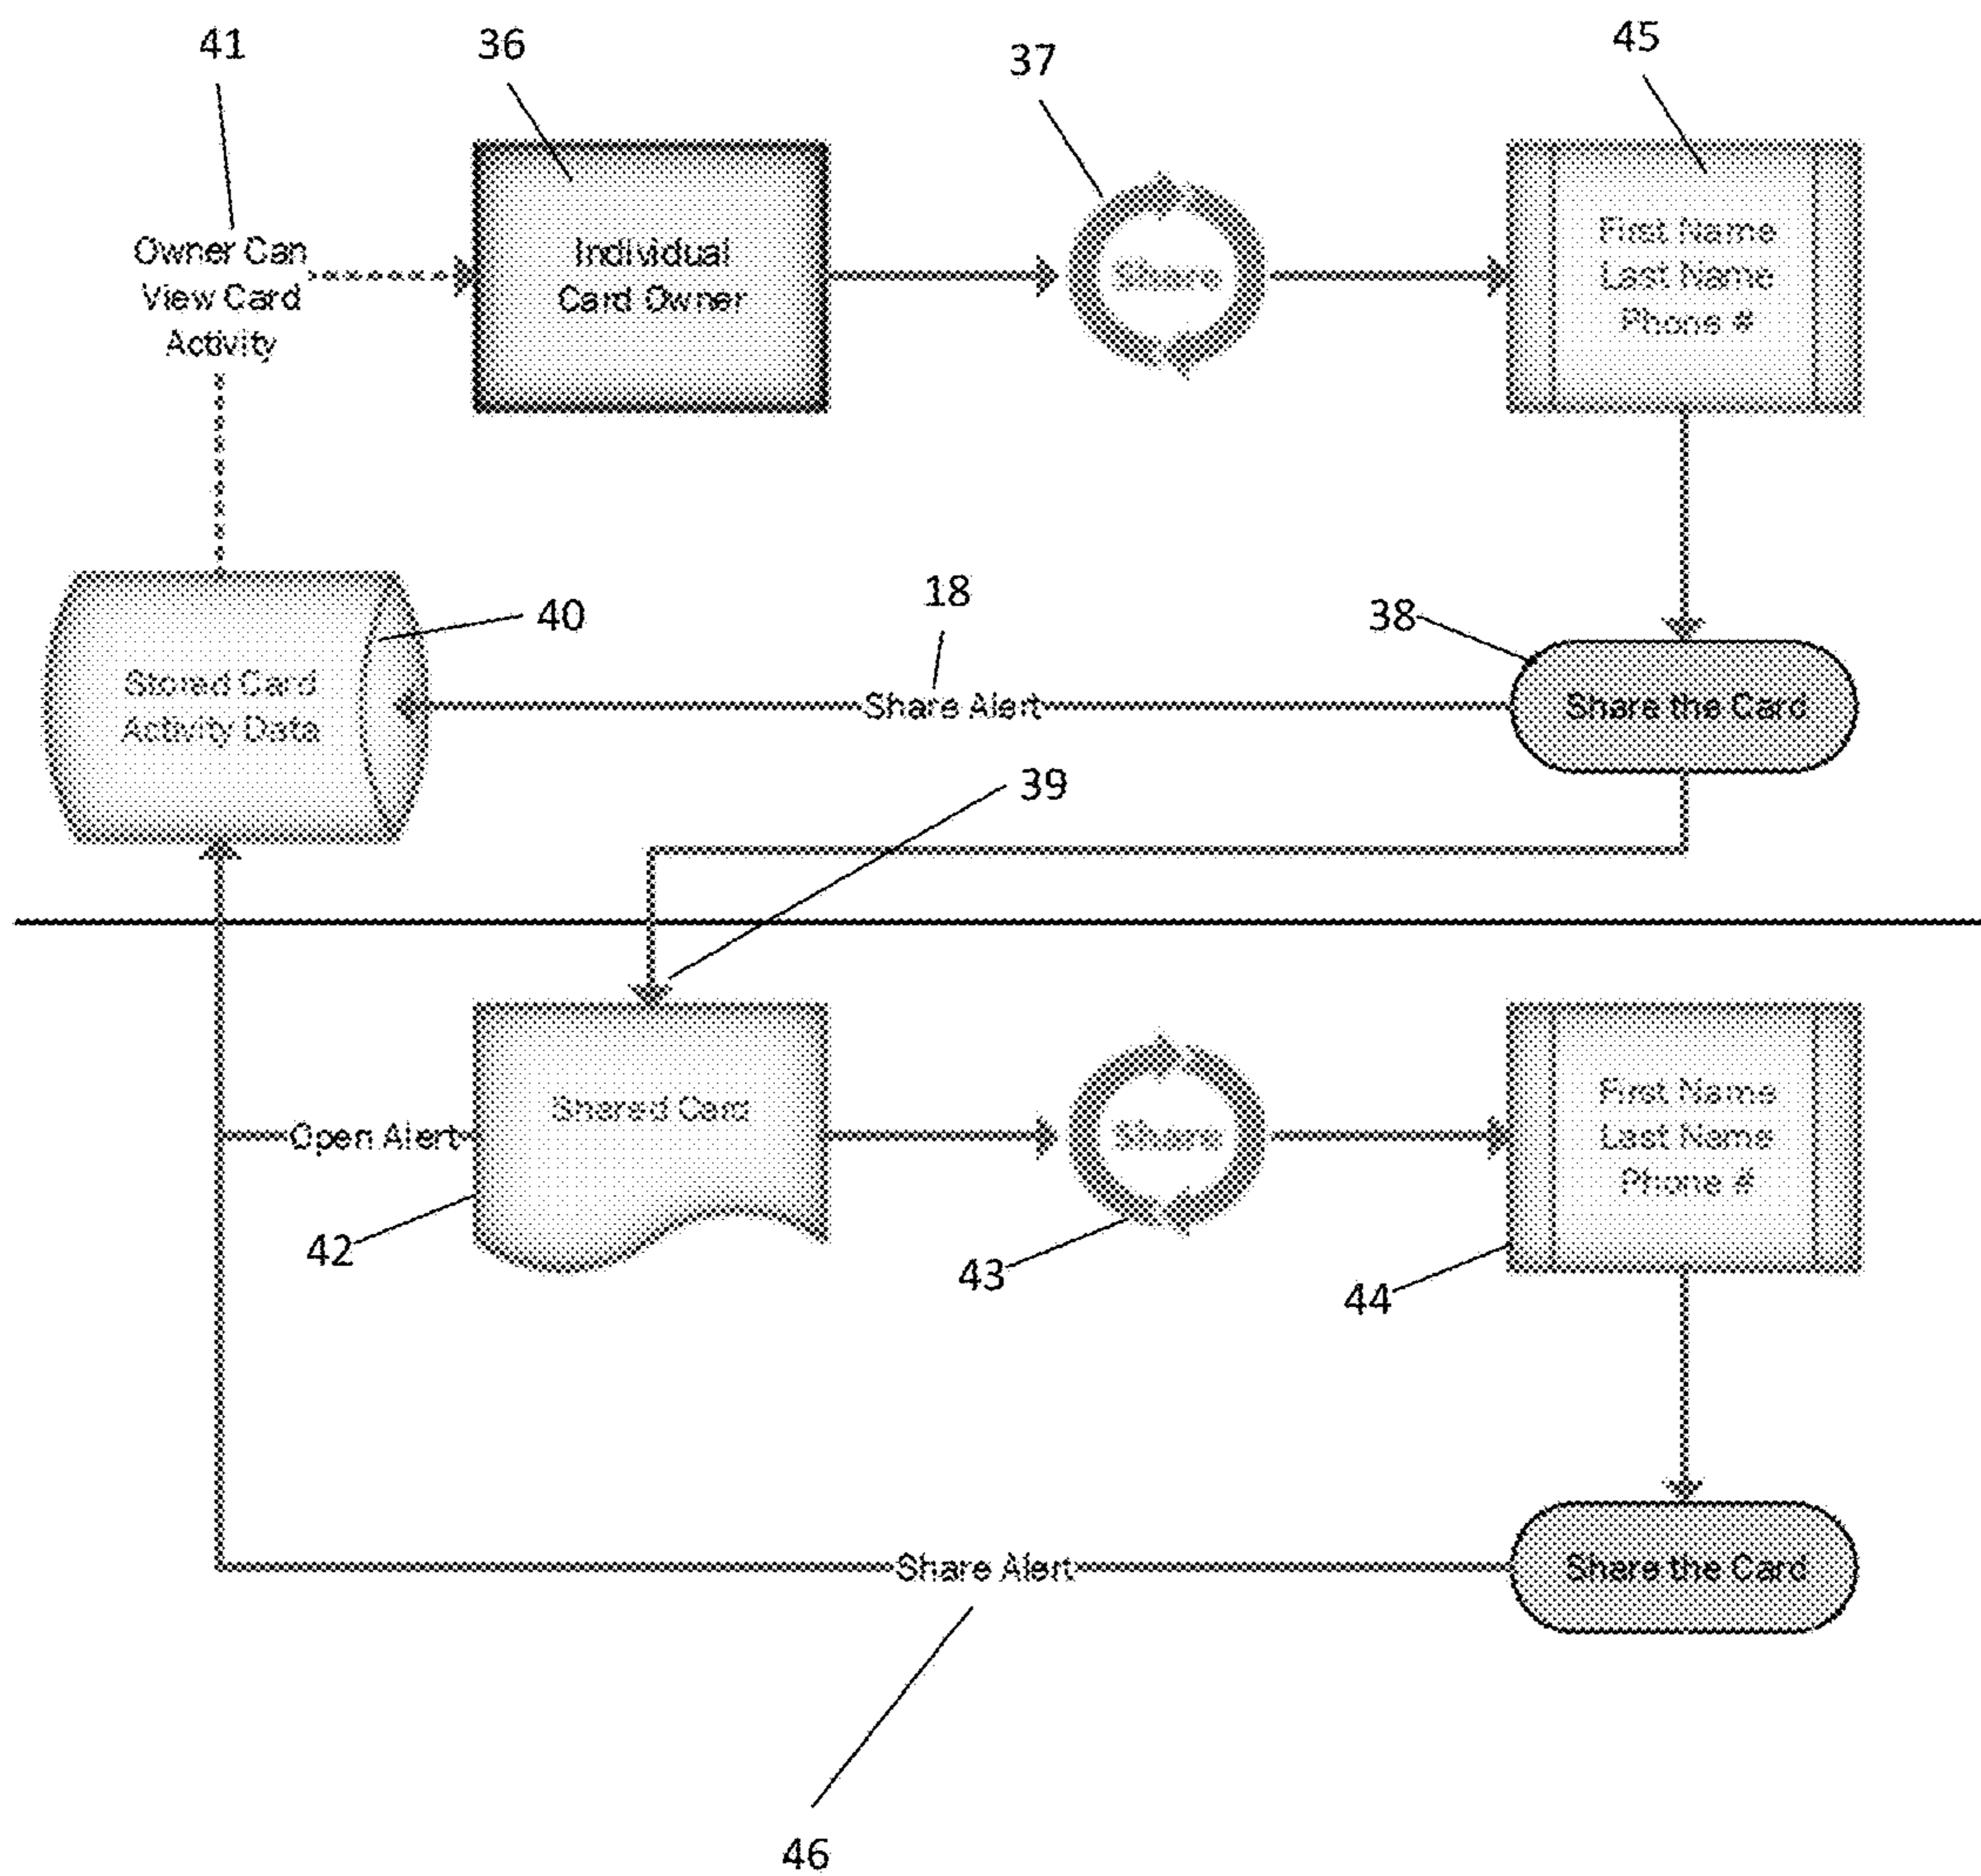 41
36
37
45
Owner Can
View Card
Activity
Individual
Card Owner
Share
First Name
Last Name
Phone #
18
40
38
Stored Card
Activity Data
Share Alert
Share the Card
39
Shared Card
Open Alert
Share
First Name
Last Name
Phone #
42
43
44
Share Alert
Share the Card
46